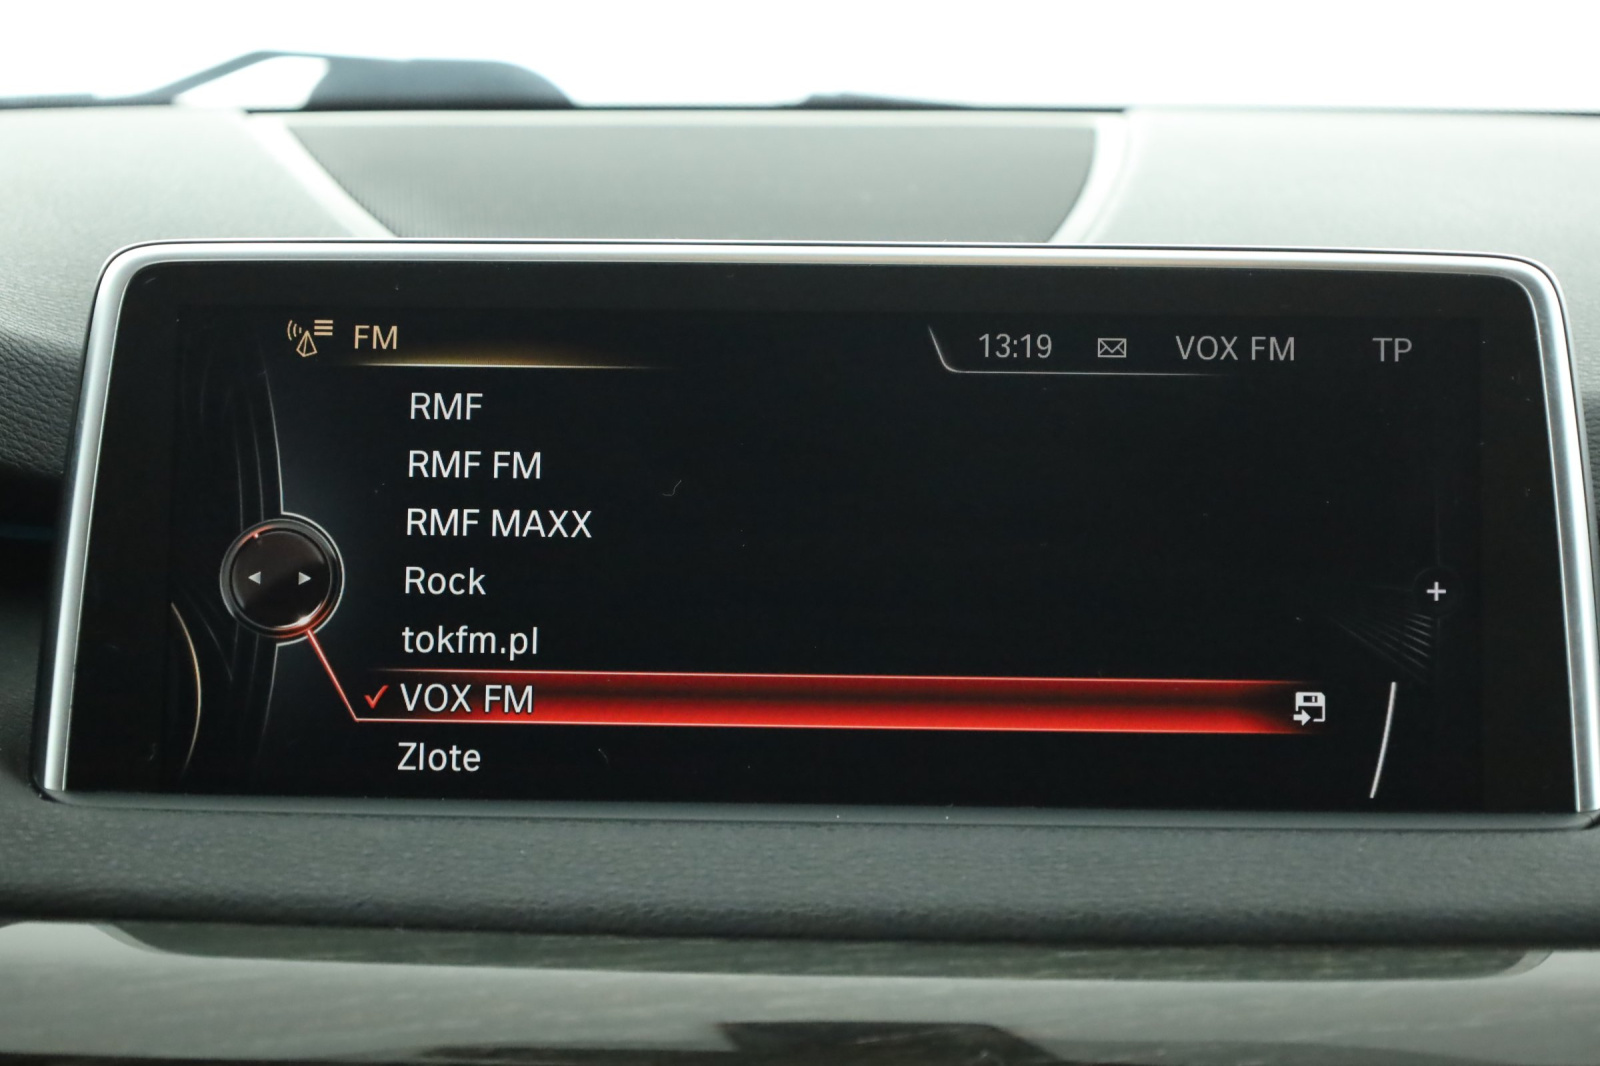 FM
13:19 VOX FM TP
RMF
RMF FM
RMF MAXX
Rock
tokfm.pl
VOX FM
Zlote